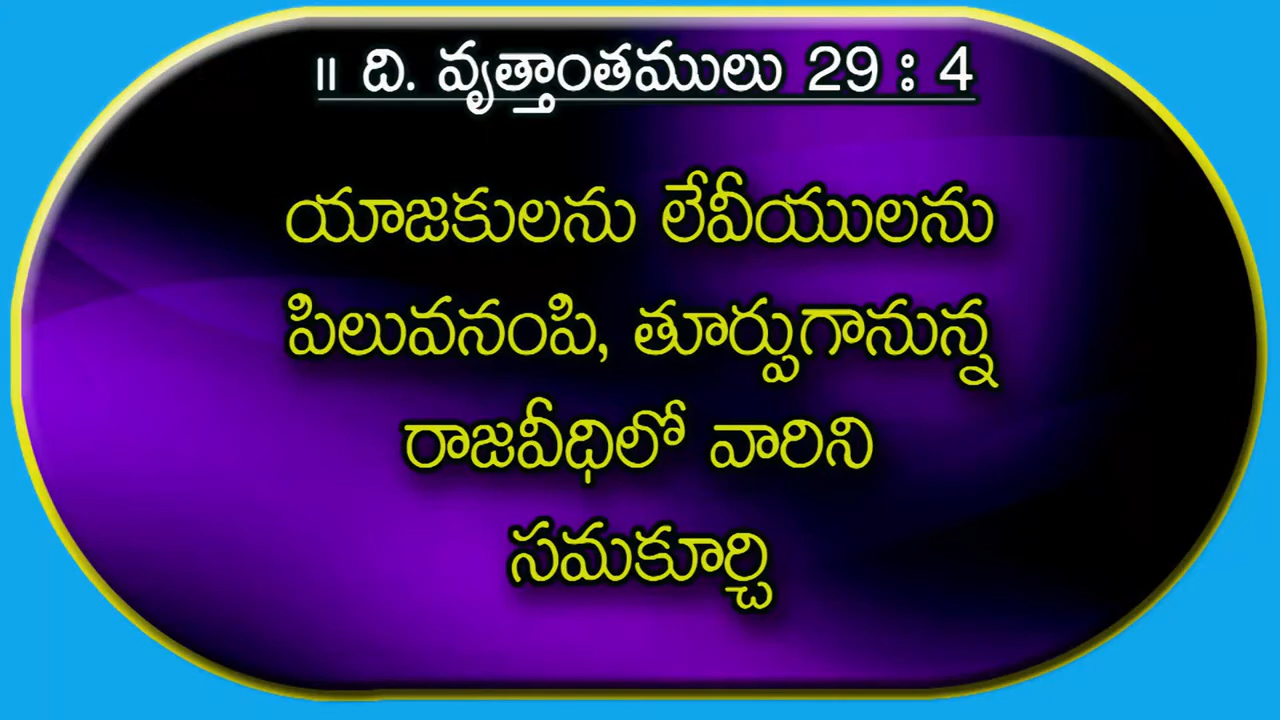 II ది. వృత్తాంతములు 29 : 4
యాజకులను లేవీయులను
పిలువనంపి, తూర్పుగానున్న
రాజవీధిలో వారిని
సమకూర్చి